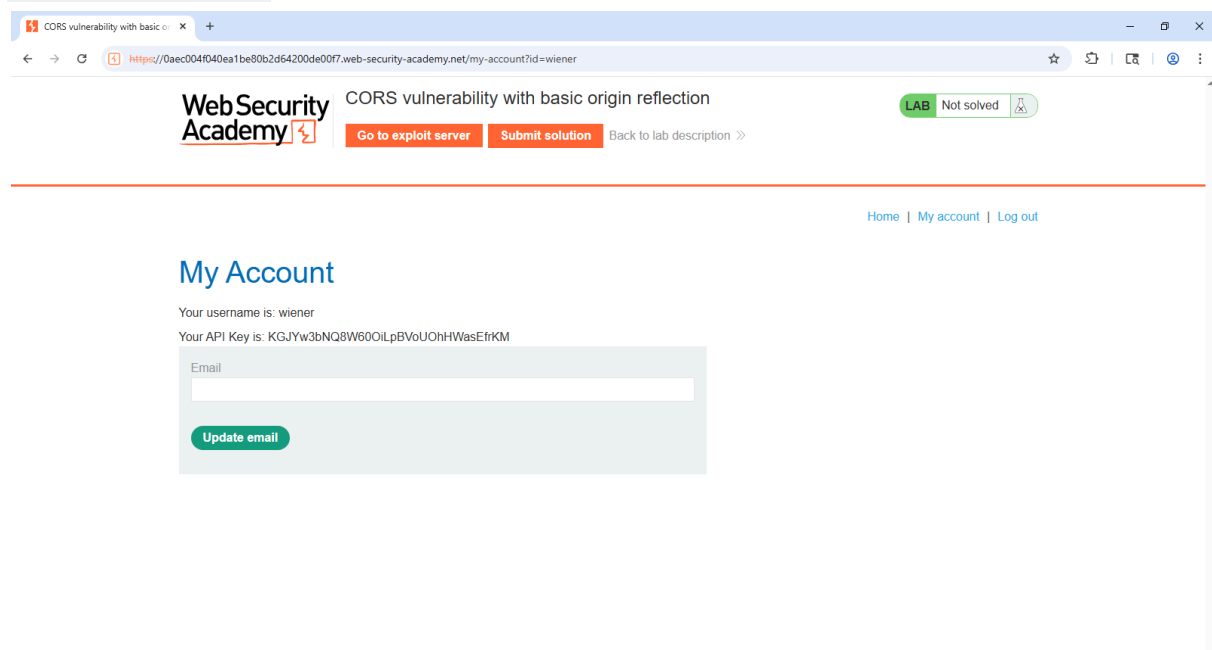 CORS vulnerability with basic o
https://0aec004f040ea1be80b2d64200de00f7.web-security-academy.net/my-account?id=wiener
WebSecurity
Academy
CORS vulnerability with basic origin reflection
LAB Not solved
Go to exploit server Submit solution Back to lab description »
Home | My account | Log out
My Account
Your username is: wiener
Your API Key is: KGJYw3bNQ8W60OiLpBVoUOhHWasEfrKM
Email
Update email